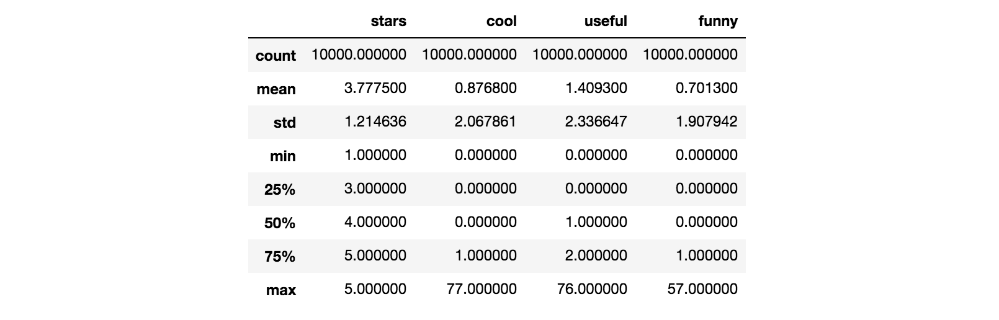 stars cool useful funny
count 10000.000000 10000.000000 10000.000000 10000.000000
mean 3.777500 0.876800 1.409300 0.701300
std 1.214636 2.067861 2.336647 1.907942
min 1.000000 0.000000 0.000000 0.000000
25% 3.000000 0.000000 0.000000 0.000000
50% 4.000000 0.000000 1.000000 0.000000
75% 5.000000 1.000000 2.000000 1.000000
max 5.000000 77.000000 76.000000 57.000000